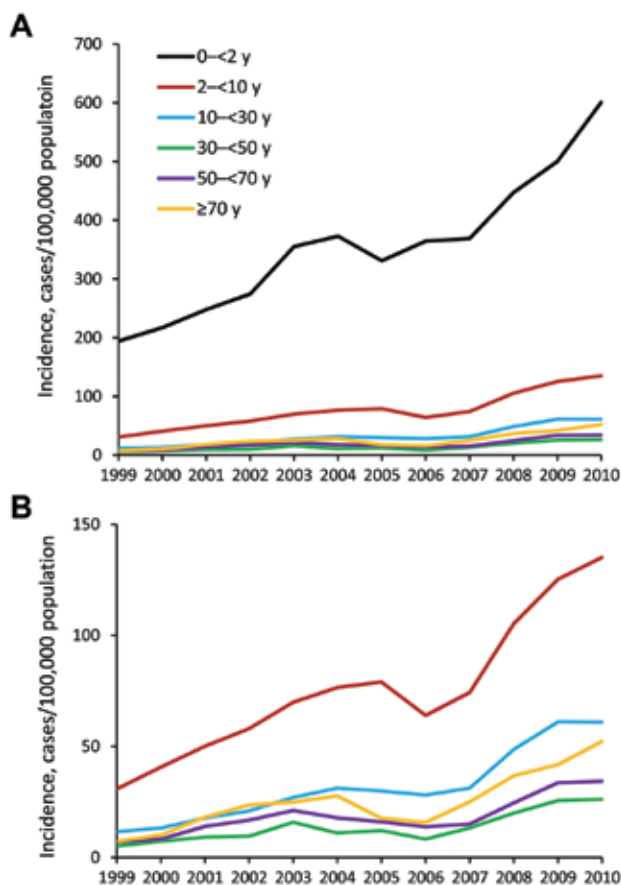 A
700
600
500
400
300
200
100
0
Incidence, cases/100,000 populatoin
0–<2 y
2–<10 y
10–<30 y
30–<50 y
50–<70 y
≥70 y
1999 2000 2001 2002 2003 2004 2005 2006 2007 2008 2009 2010
B
150
100
50
0
Incidence, cases/100,000 population
1999 2000 2001 2002 2003 2004 2005 2006 2007 2008 2009 2010